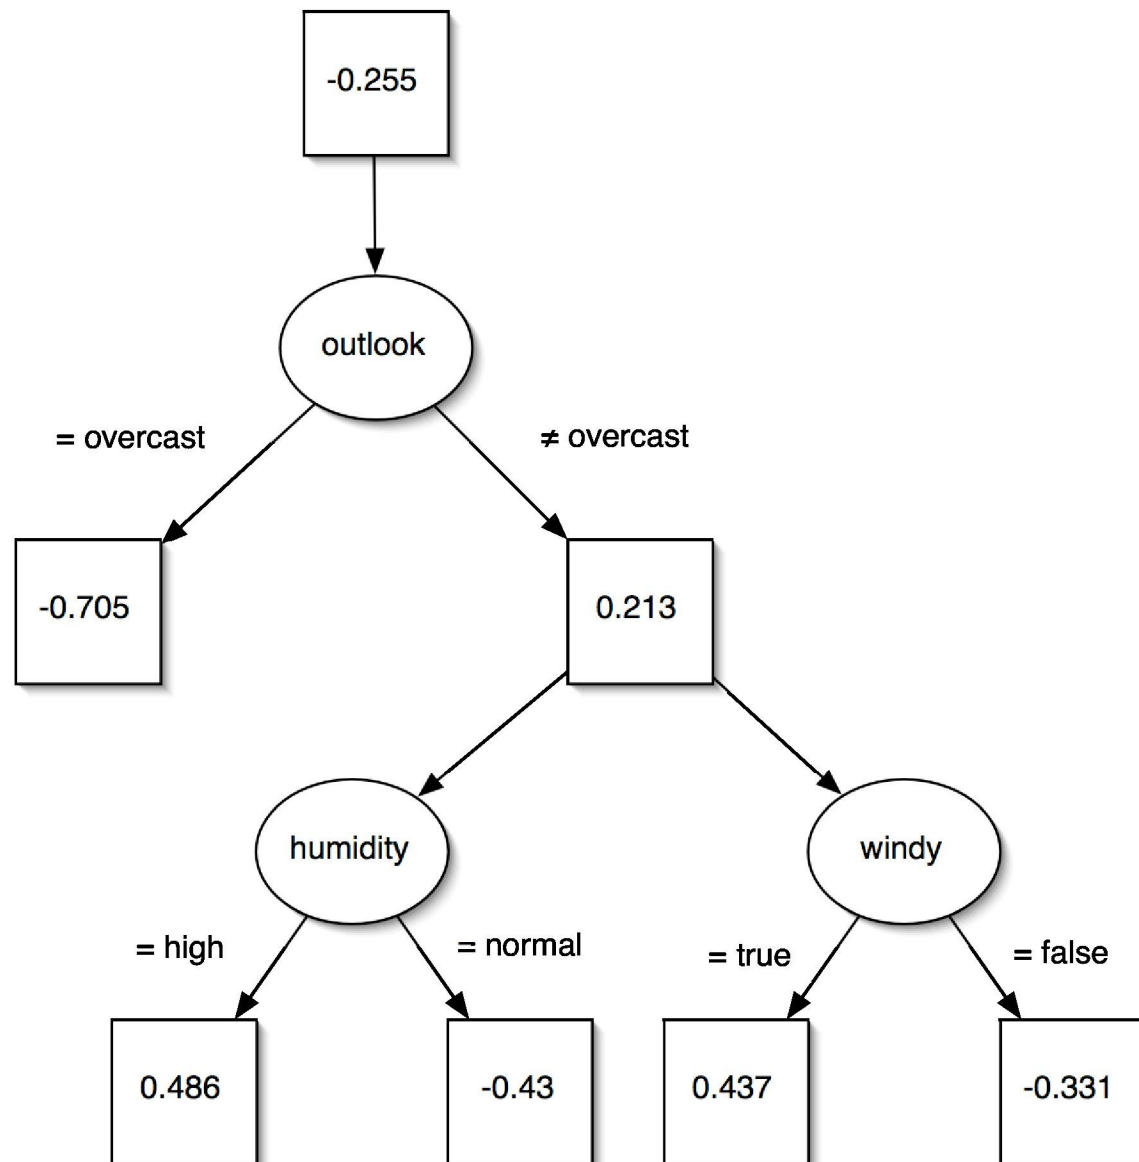 -0.255
outlook
= overcast
≠ overcast
-0.705
0.213
humidity
windy
= high
= normal
= true
= false
0.486
-0.43
0.437
-0.331